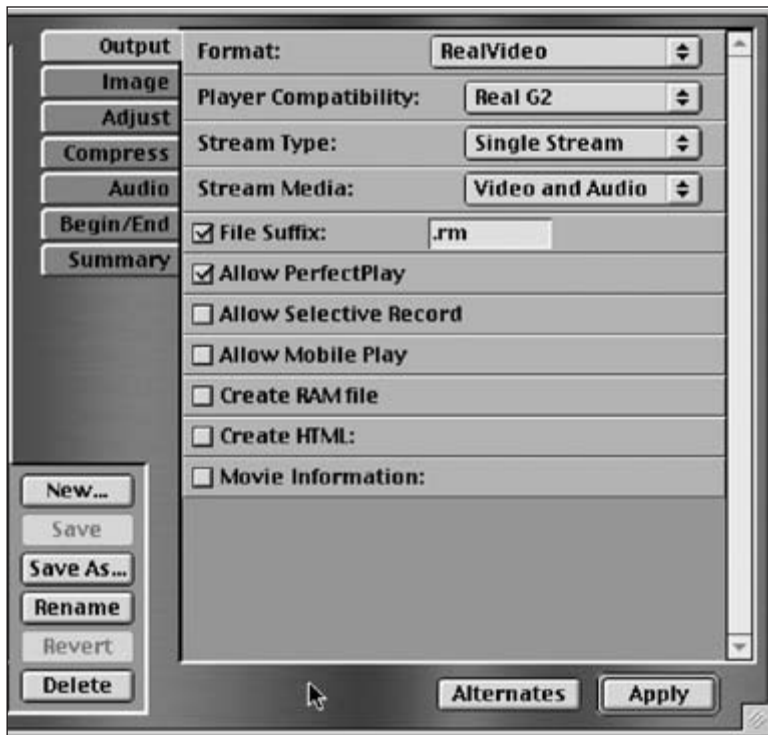 Output
Image
Adjust
Compress
Audio
Begin/End
Summary
Format: RealVideo
Player Compatibility: Real G2
Stream Type: Single Stream
Stream Media: Video and Audio
File Suffix: .rm
Allow PerfectPlay
Allow Selective Record
Allow Mobile Play
Create RAM file
Create HTML:
Movie Information:
New...
Save
Save As...
Rename
Revert
Delete
Alternates Apply